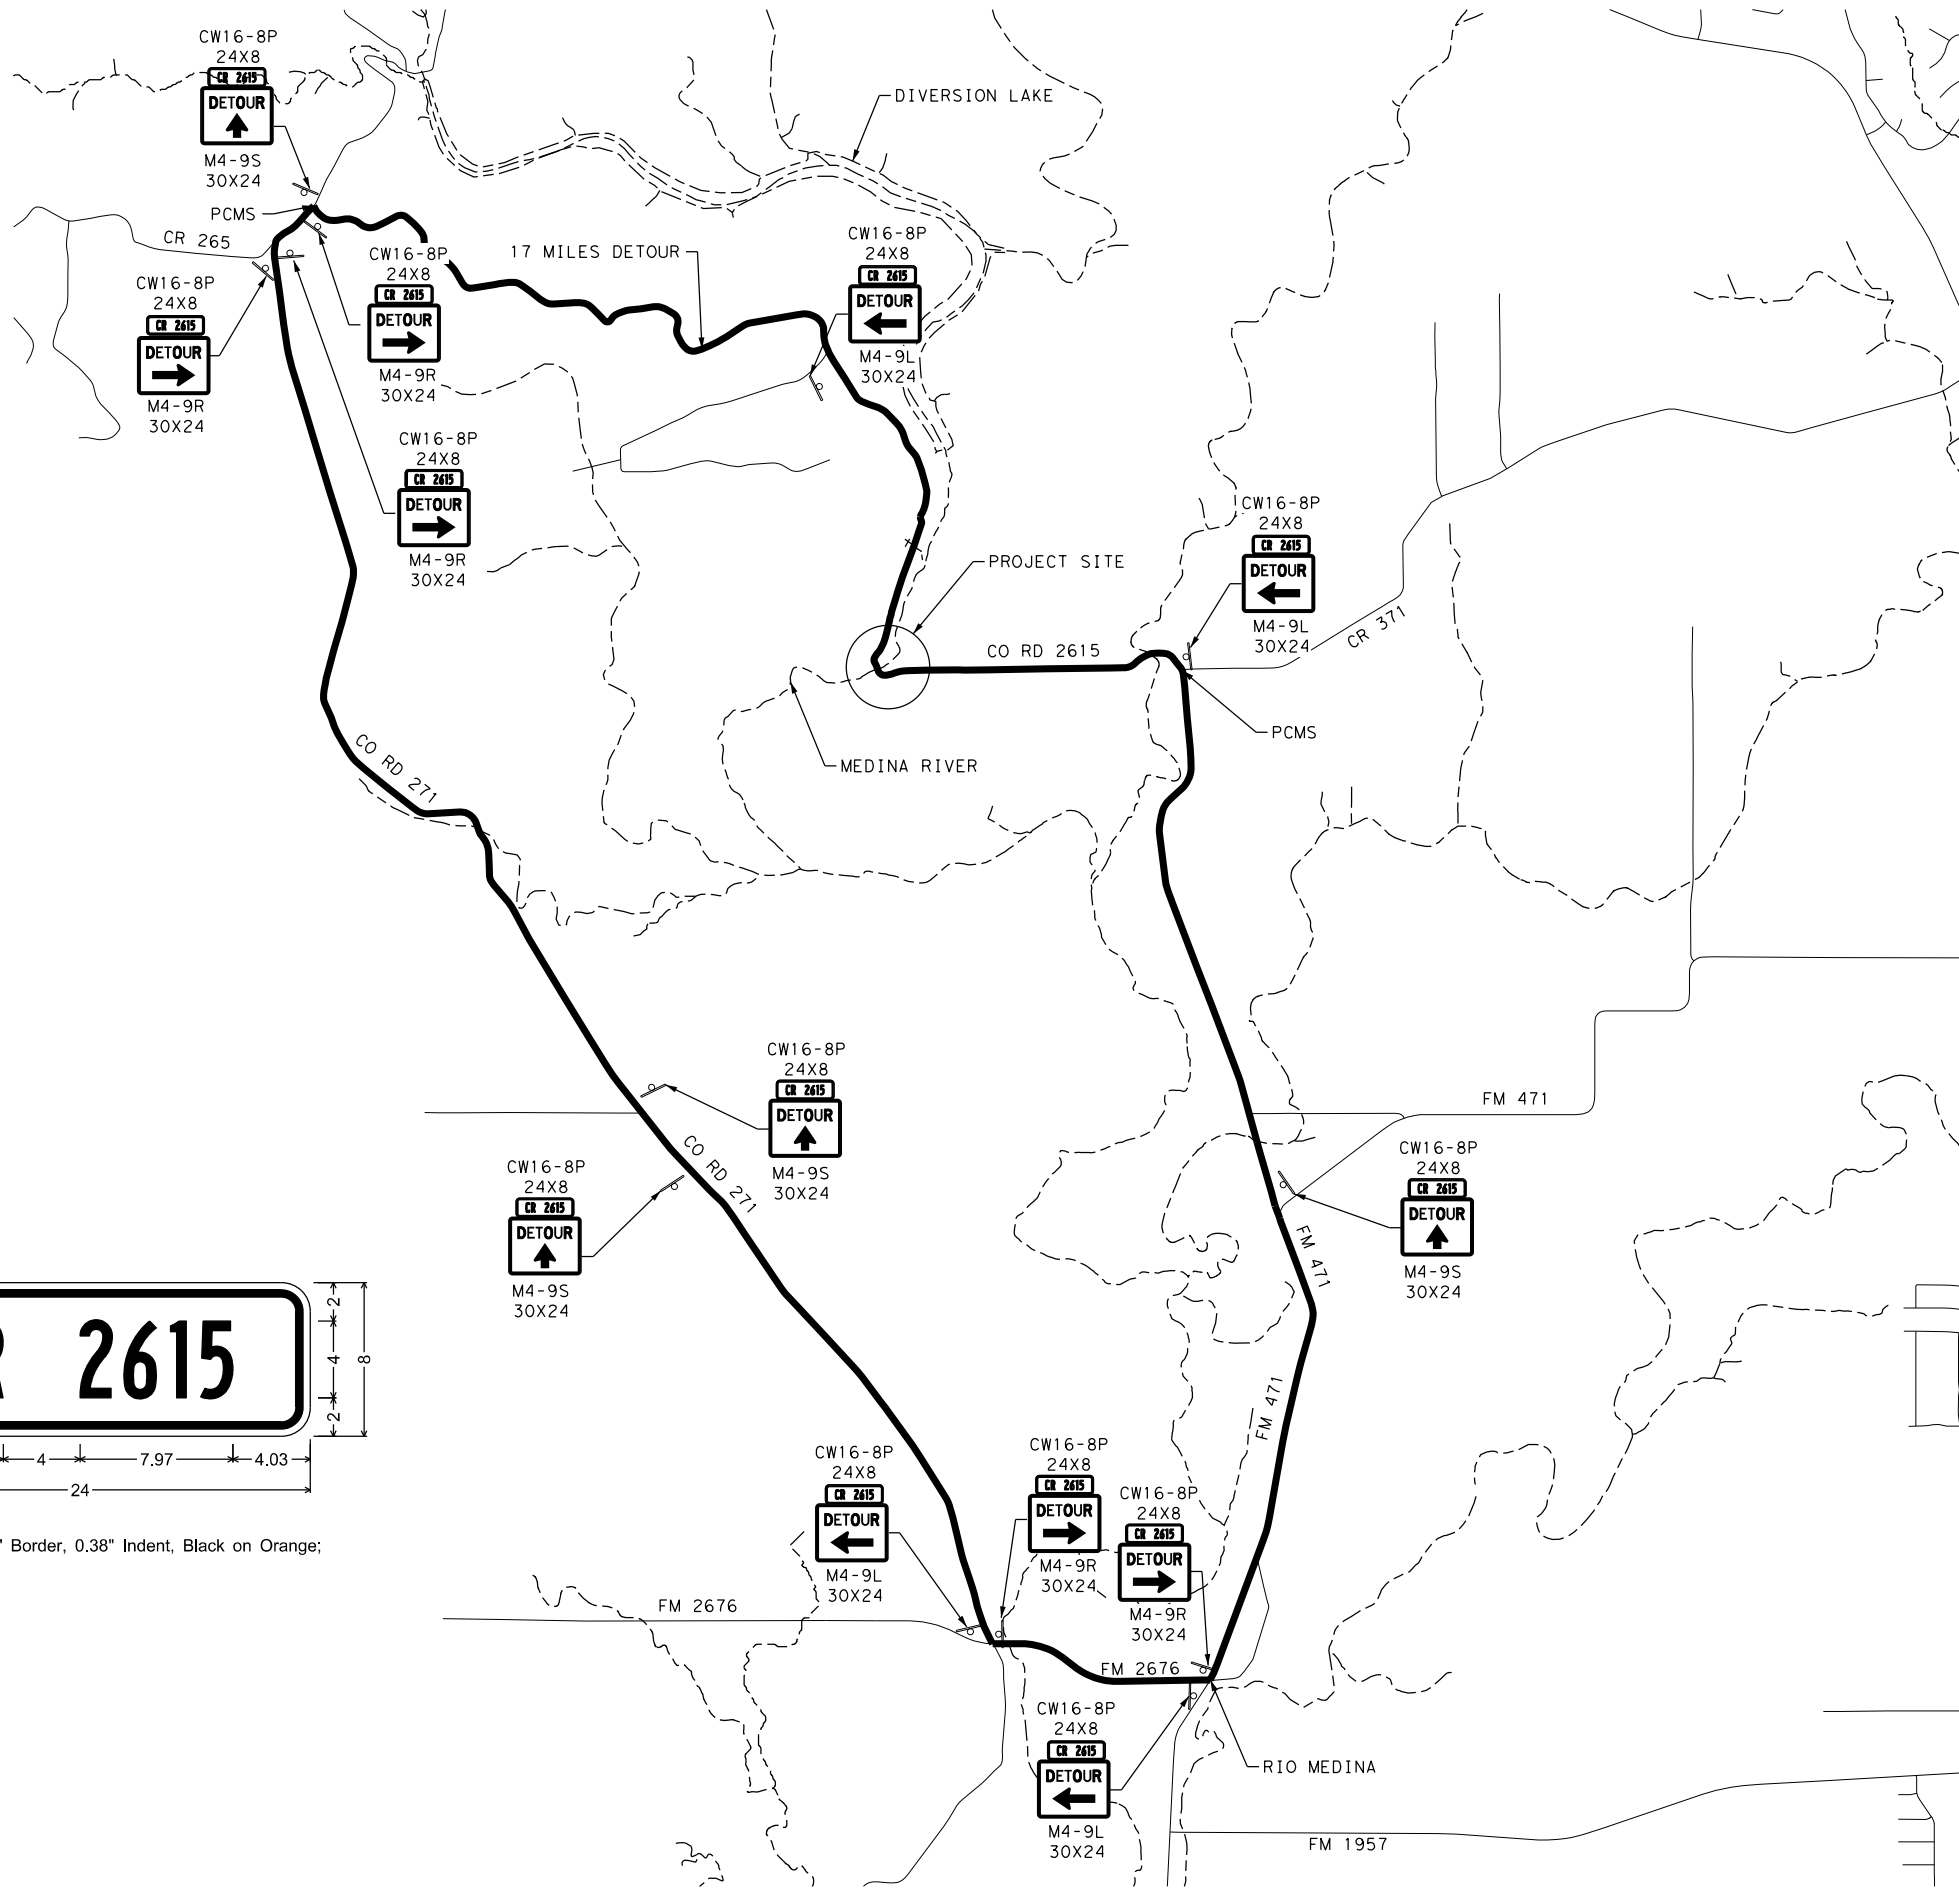 CW16-8P
24X8
CR 2615
DETOUR
M4-9S
30X24
PCMS
CR 265
CW16-8P
24X8
CR 2615
DETOUR
M4-9R
30X24
CW16-8P
24X8
CR 2615
DETOUR
M4-9R
30X24
CW16-8P
24X8
CR 2615
DETOUR
M4-9R
30X24
17 MILES DETOUR
DIVERSION LAKE
CW16-8P
24X8
CR 2615
DETOUR
M4-9L
30X24
PROJECT SITE
CO RD 2615
CW16-8P
24X8
CR 2615
DETOUR
M4-9L
30X24
CR 371
PCMS
MEDINA RIVER
CO RD 271
CW16-8P
24X8
CR 2615
DETOUR
M4-9S
30X24
CO RD 271
CW16-8P
24X8
CR 2615
DETOUR
M4-9S
30X24
FM 471
CW16-8P
24X8
CR 2615
DETOUR
M4-9S
30X24
FM 471
FM 471
2615
2
4
2
8
4
7.97
4.03
24
" Border, 0.38" Indent, Black on Orange;
CW16-8P
24X8
CR 2615
DETOUR
M4-9L
30X24
CW16-8P
24X8
CR 2615
DETOUR
M4-9R
30X24
CW16-8P
24X8
CR 2615
DETOUR
M4-9R
30X24
FM 2676
FM 2676
CW16-8P
24X8
CR 2615
DETOUR
M4-9L
30X24
RIO MEDINA
FM 1957